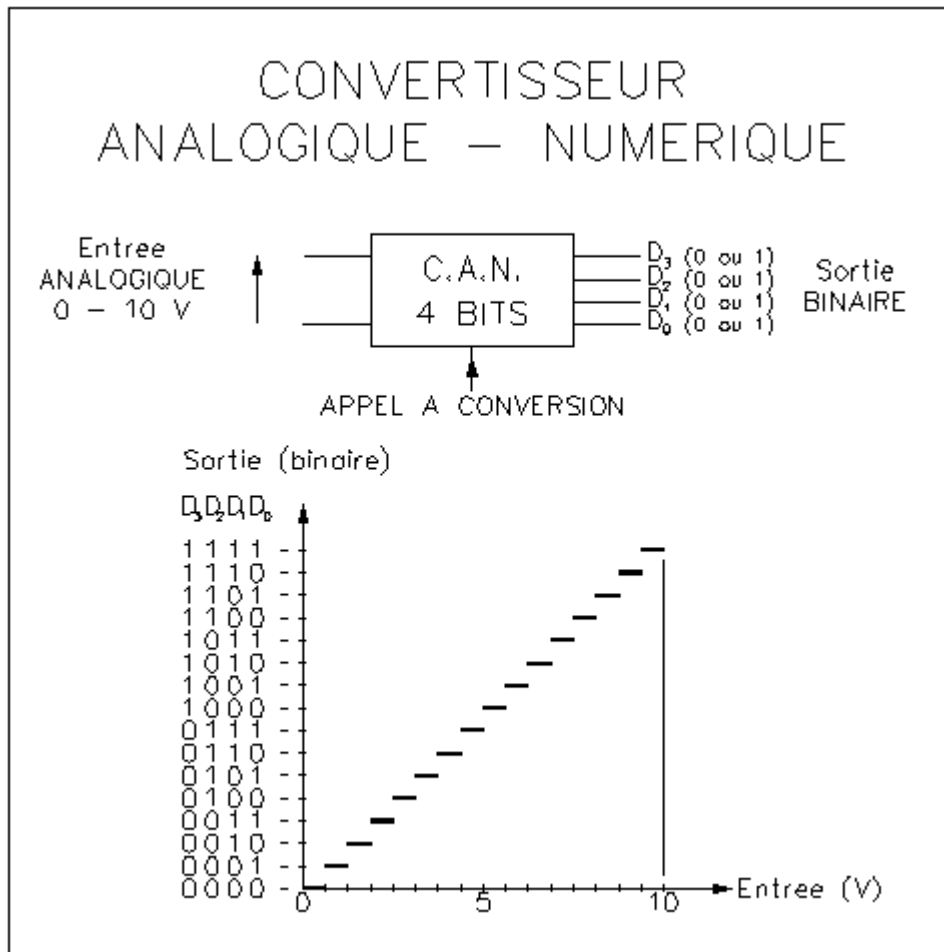 CONVERTISSEUR
ANALOGIQUE – NUMERIQUE
Entree
ANALOGIQUE
0 – 10 V
C.A.N.
4 BITS
D3 (0 ou 1)
D2 (0 ou 1)
D1 (0 ou 1)
D0 (0 ou 1)
Sortie
BINAIRE
APPEL A CONVERSION
Sortie (binaire)
D3D2D1D0
1111
1110
1101
1100
1011
1010
1001
1000
0111
0110
0101
0100
0011
0010
0001
0000
0 5 10 Entree (V)